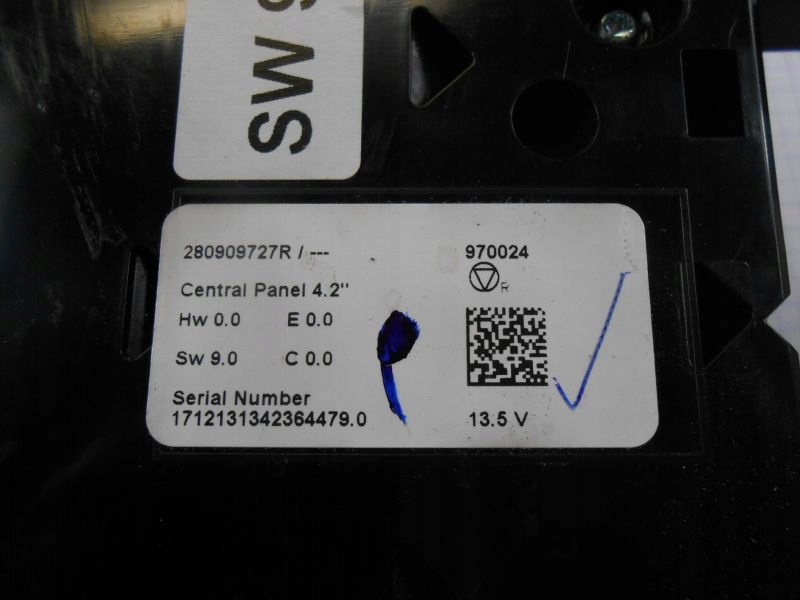 SW 9
280909727R / ---
970024
R
Central Panel 4.2"
Hw 0.0 E 0.0
Sw 9.0 C 0.0
Serial Number
1712131342364479.0
13.5 V